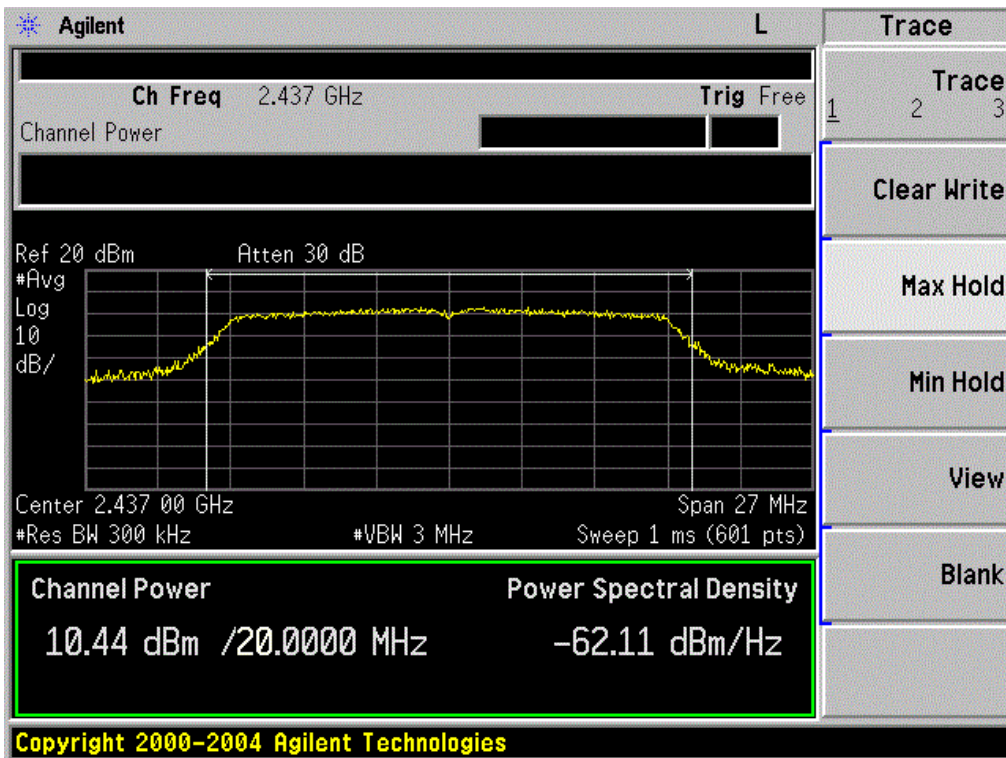 Agilent L Trace
Ch Freq 2.437 GHz Trig Free
Channel Power
Trace
1 2 3
Clear Write
Max Hold
Min Hold
View
Blank
Ref 20 dBm Atten 30 dB
#Avg
Log
10
dB/
Center 2.437 00 GHz Span 27 MHz
#Res BW 300 kHz #VBW 3 MHz Sweep 1 ms (601 pts)
Channel Power Power Spectral Density
10.44 dBm /20.0000 MHz -62.11 dBm/Hz
Copyright 2000-2004 Agilent Technologies